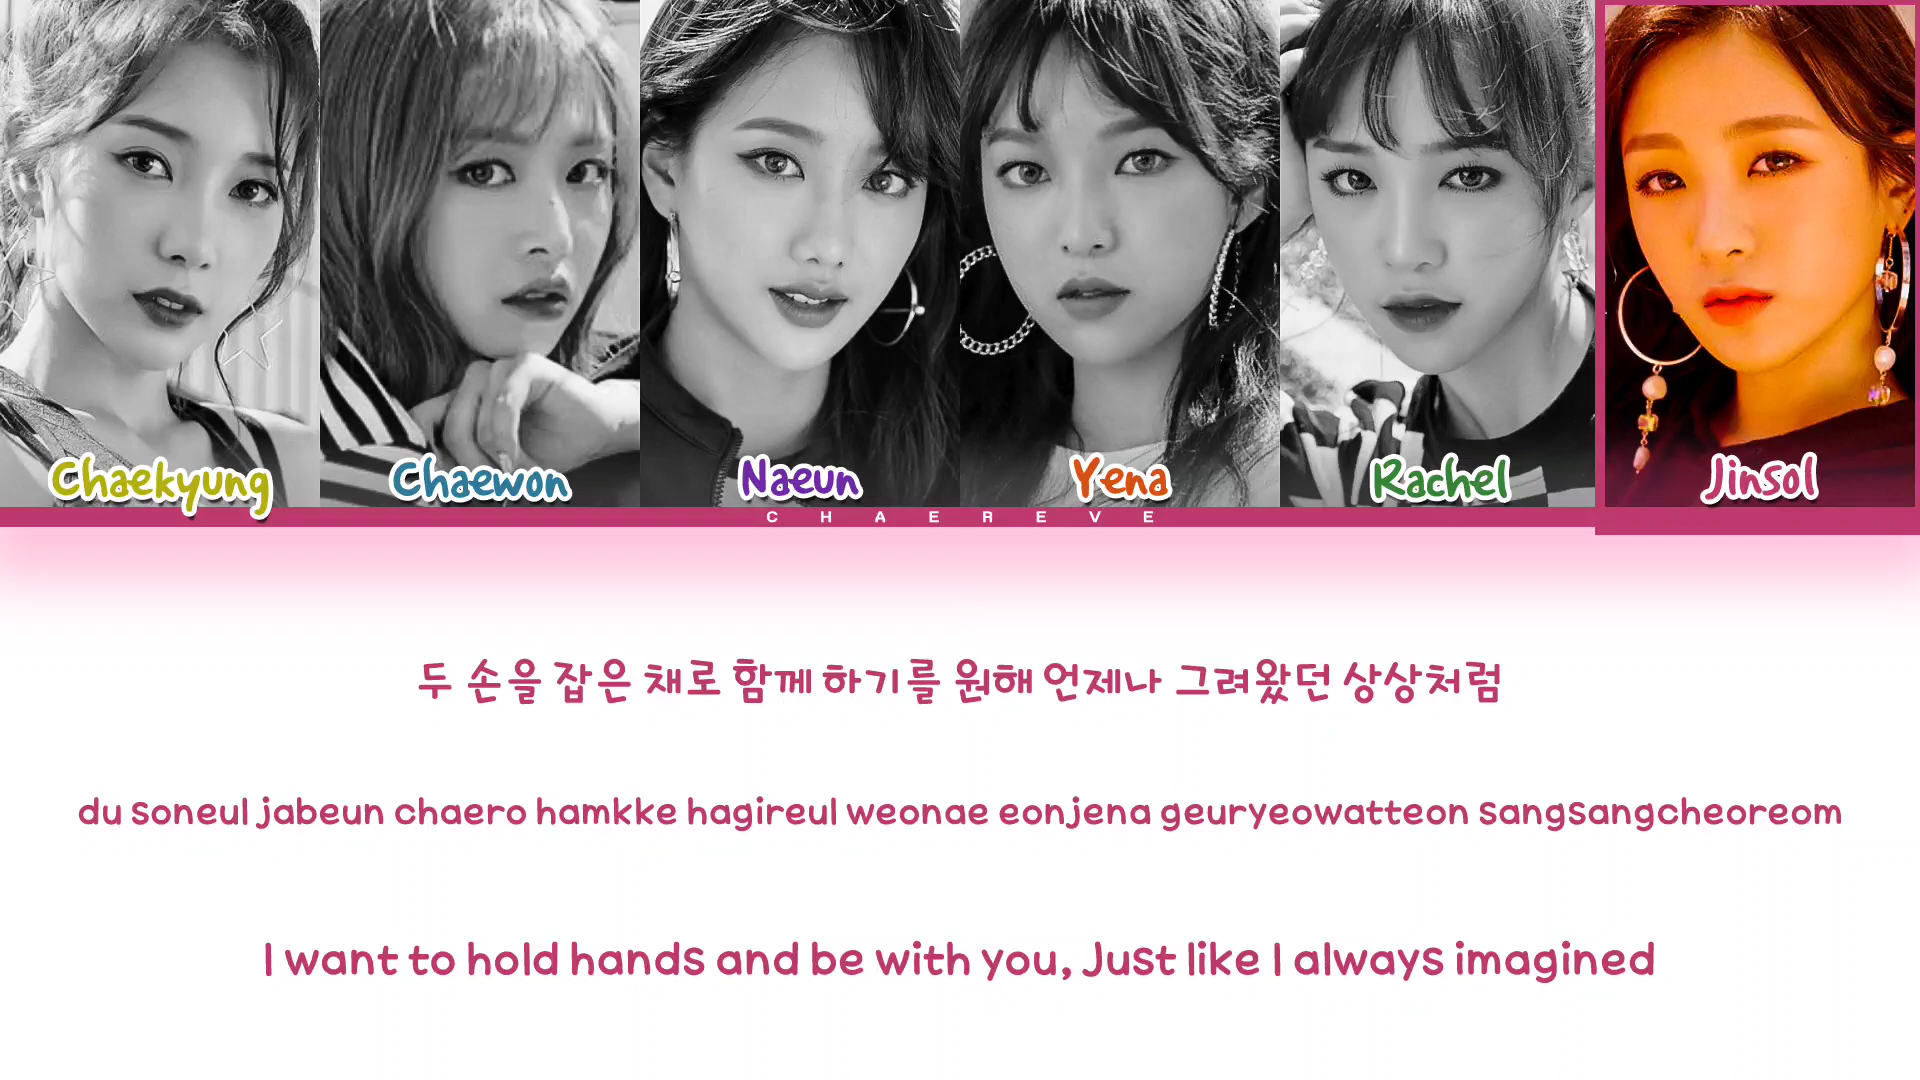 Chaekyung Chaewon Naeun Yena Rachel Jinsol
CHAEREVE
두 손을 잡은 채로 함께 하기를 원해 언제나 그려왔던 상상처럼
du soneul jabeun chaero hamkke hagireul weonae eonjena geuryeowatteon sangsangcheoreom
I want to hold hands and be with you, Just like I always imagined